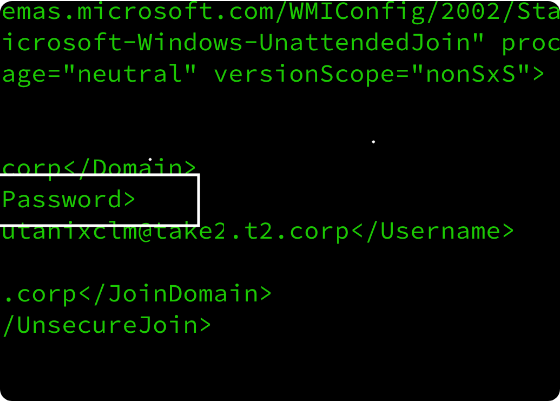 emas.microsoft.com/WMIConfig/2002/Sta
icrosoft-Windows-UnattendedJoin" proc
age="neutral" versionScope="nonSxS">
corp</Domain>
Password>
utanixclm@take2.t2.corp</Username>
.corp</JoinDomain>
/UnsecureJoin>